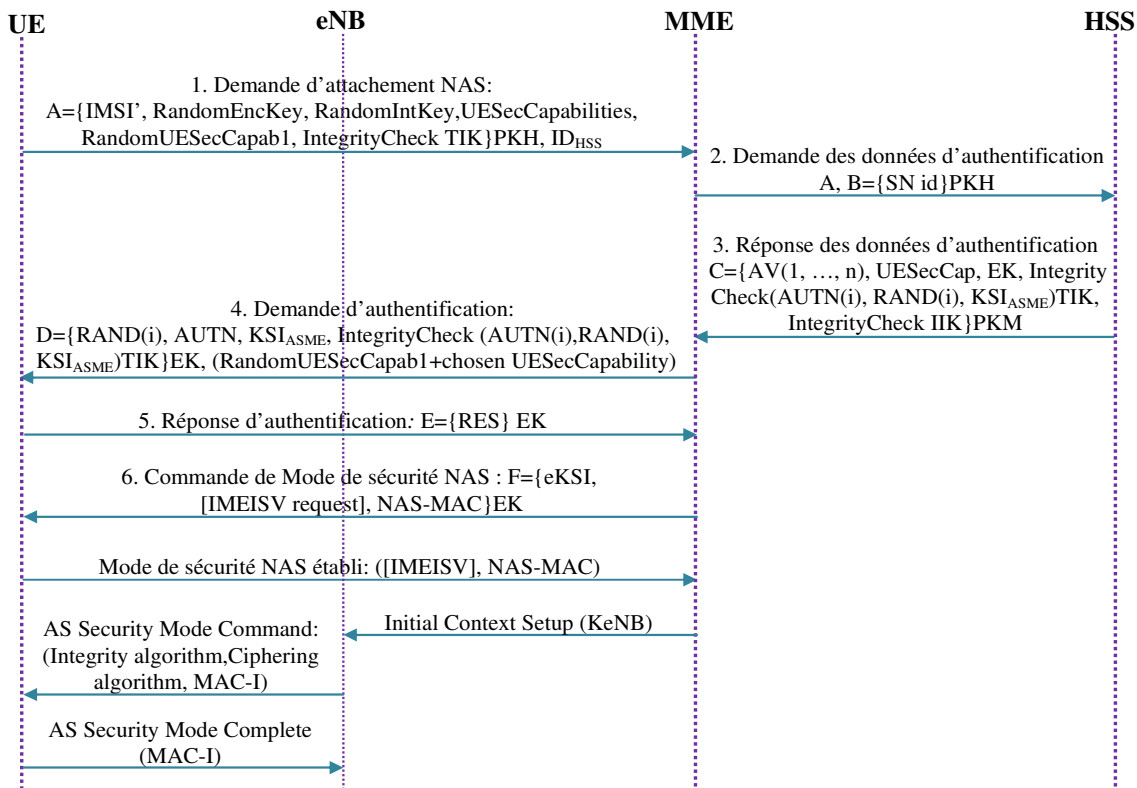 UE
eNB
MME
HSS
1. Demande d'attachement NAS:
A={IMSI', RandomEncKey, RandomIntKey,UESecCapabilities,
RandomUESecCapab1, IntegrityCheck TIK}PKH, ID_HSS
2. Demande des données d'authentification
A, B={SN id}PKH
3. Réponse des données d'authentification
C={AV(1, …, n), UESecCap, EK, Integrity
Check(AUTN(i), RAND(i), KSI_ASME)TIK,
IntegrityCheck IIK}PKM
4. Demande d'authentification:
D={RAND(i), AUTN, KSI_ASME, IntegrityCheck (AUTN(i),RAND(i),
KSI_ASME)TIK}EK, (RandomUESecCapab1+chosen UESecCapability)
5. Réponse d'authentification: E={RES} EK
6. Commande de Mode de sécurité NAS : F={eKSI,
[IMEISV request], NAS-MAC}EK
Mode de sécurité NAS établi: ([IMEISV], NAS-MAC)
Initial Context Setup (KeNB)
AS Security Mode Command:
(Integrity algorithm,Ciphering
algorithm, MAC-I)
AS Security Mode Complete
(MAC-I)